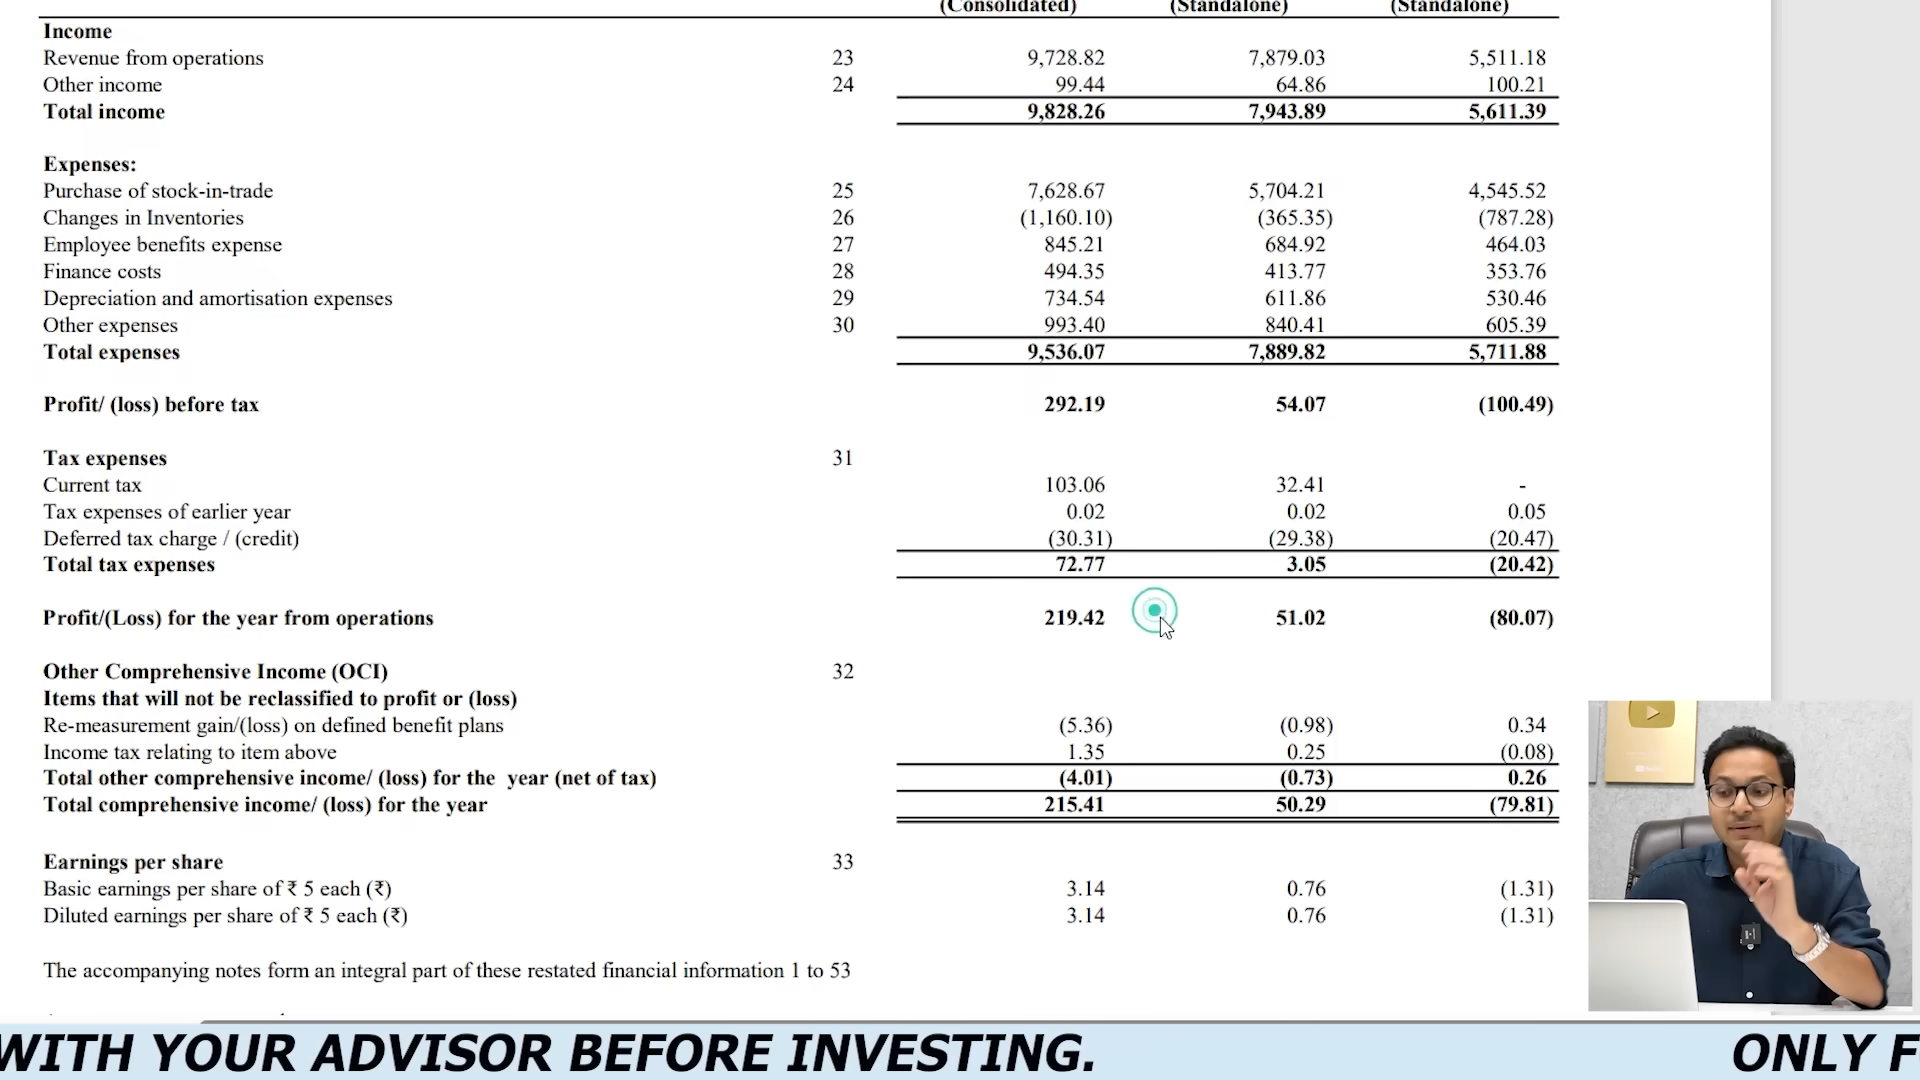 (Consolidated) (Standalone) (Standalone)
Income
Revenue from operations 23 9,728.82 7,879.03 5,511.18
Other income 24 99.44 64.86 100.21
Total income 9,828.26 7,943.89 5,611.39
Expenses:
Purchase of stock-in-trade 25 7,628.67 5,704.21 4,545.52
Changes in Inventories 26 (1,160.10) (365.35) (787.28)
Employee benefits expense 27 845.21 684.92 464.03
Finance costs 28 494.35 413.77 353.76
Depreciation and amortisation expenses 29 734.54 611.86 530.46
Other expenses 30 993.40 840.41 605.39
Total expenses 9,536.07 7,889.82 5,711.88
Profit/ (loss) before tax 292.19 54.07 (100.49)
Tax expenses 31
Current tax 103.06 32.41 -
Tax expenses of earlier year 0.02 0.02 0.05
Deferred tax charge / (credit) (30.31) (29.38) (20.47)
Total tax expenses 72.77 3.05 (20.42)
Profit/(Loss) for the year from operations 219.42 51.02 (80.07)
Other Comprehensive Income (OCI) 32
Items that will not be reclassified to profit or (loss)
Re-measurement gain/(loss) on defined benefit plans (5.36) (0.98) 0.34
Income tax relating to item above 1.35 0.25 (0.08)
Total other comprehensive income/ (loss) for the year (net of tax) (4.01) (0.73) 0.26
Total comprehensive income/ (loss) for the year 215.41 50.29 (79.81)
Earnings per share 33
Basic earnings per share of ₹ 5 each (₹) 3.14 0.76 (1.31)
Diluted earnings per share of ₹ 5 each (₹) 3.14 0.76 (1.31)
The accompanying notes form an integral part of these restated financial information 1 to 53
WITH YOUR ADVISOR BEFORE INVESTING. ONLY F